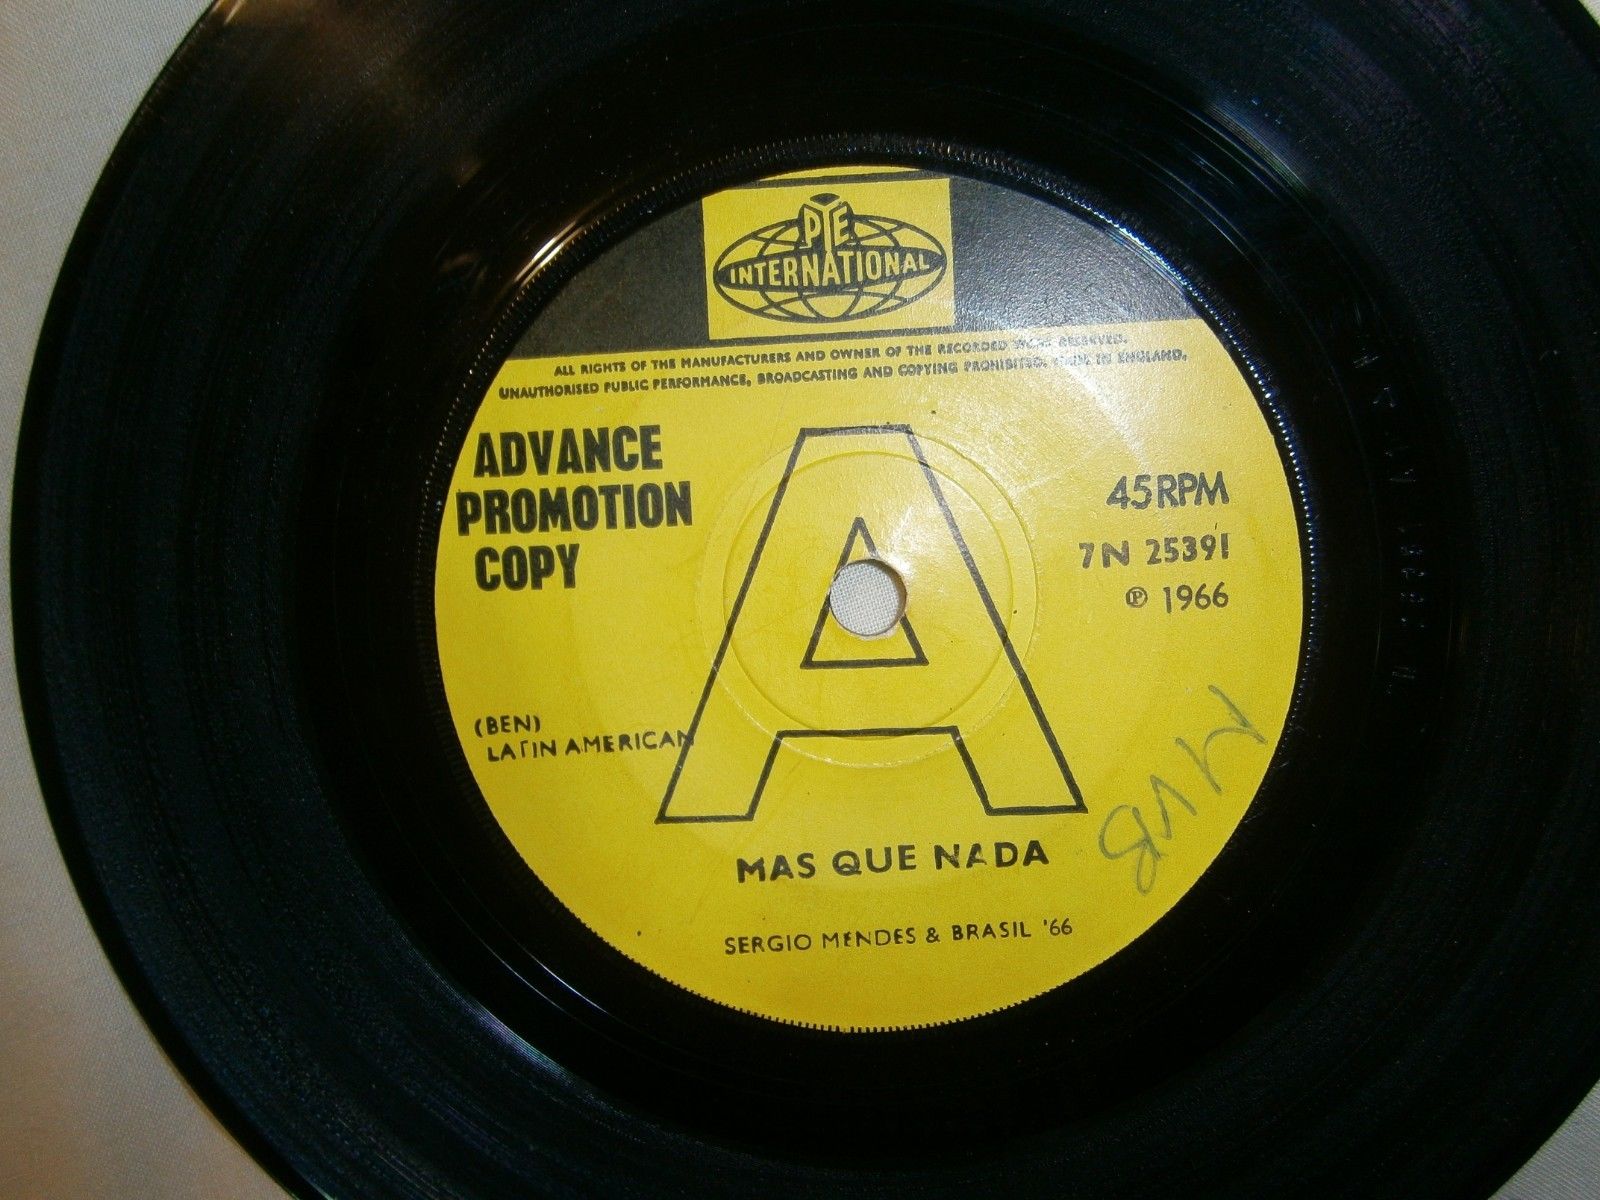 PYE
INTERNATIONAL
ALL RIGHTS OF THE MANUFACTURERS AND OWNER OF THE RECORDED WORK RESERVED.
UNAUTHORISED PUBLIC PERFORMANCE, BROADCASTING AND COPYING PROHIBITED. MADE IN ENGLAND.
ADVANCE
PROMOTION
COPY
A
45RPM
7N 25391
℗ 1966
(BEN)
LATIN AMERICAN
MAS QUE NADA
SERGIO MENDES & BRASIL '66